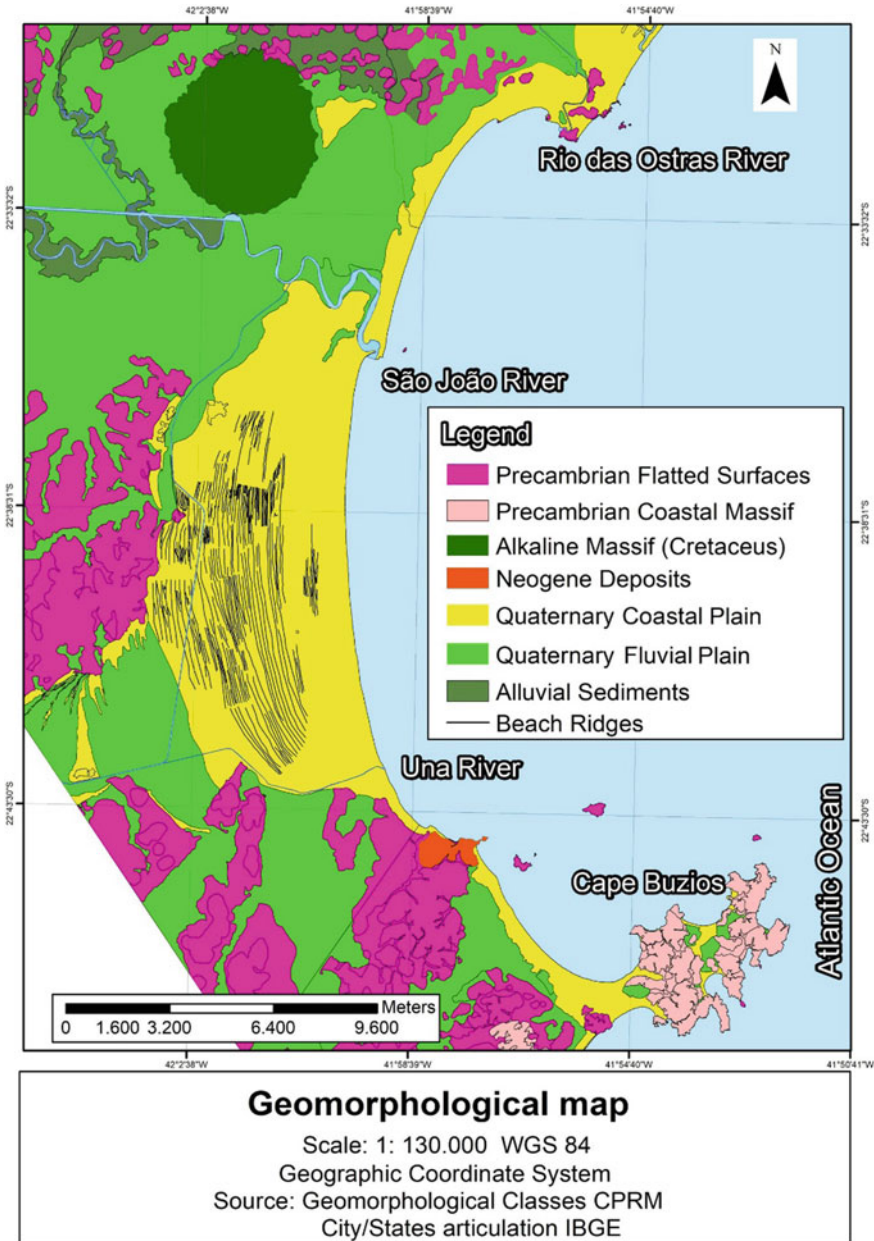 42°2'38"W
41°58'39"W
41°54'40"W
N
Rio das Ostras River
22°33'32"S
22°33'32"S
São João River
Legend
Precambrian Flatted Surfaces
Precambrian Coastal Massif
Alkaline Massif (Cretaceus)
Neogene Deposits
Quaternary Coastal Plain
Quaternary Fluvial Plain
Alluvial Sediments
Beach Ridges
22°38'31"S
22°38'31"S
Una River
22°43'30"S
22°43'30"S
Cape Buzios
Atlantic Ocean
Meters
0 1.600 3.200 6.400 9.600
42°2'38"W
41°58'39"W
41°54'40"W
41°50'41"W
Geomorphological map
Scale: 1: 130.000 WGS 84
Geographic Coordinate System
Source: Geomorphological Classes CPRM
City/States articulation IBGE